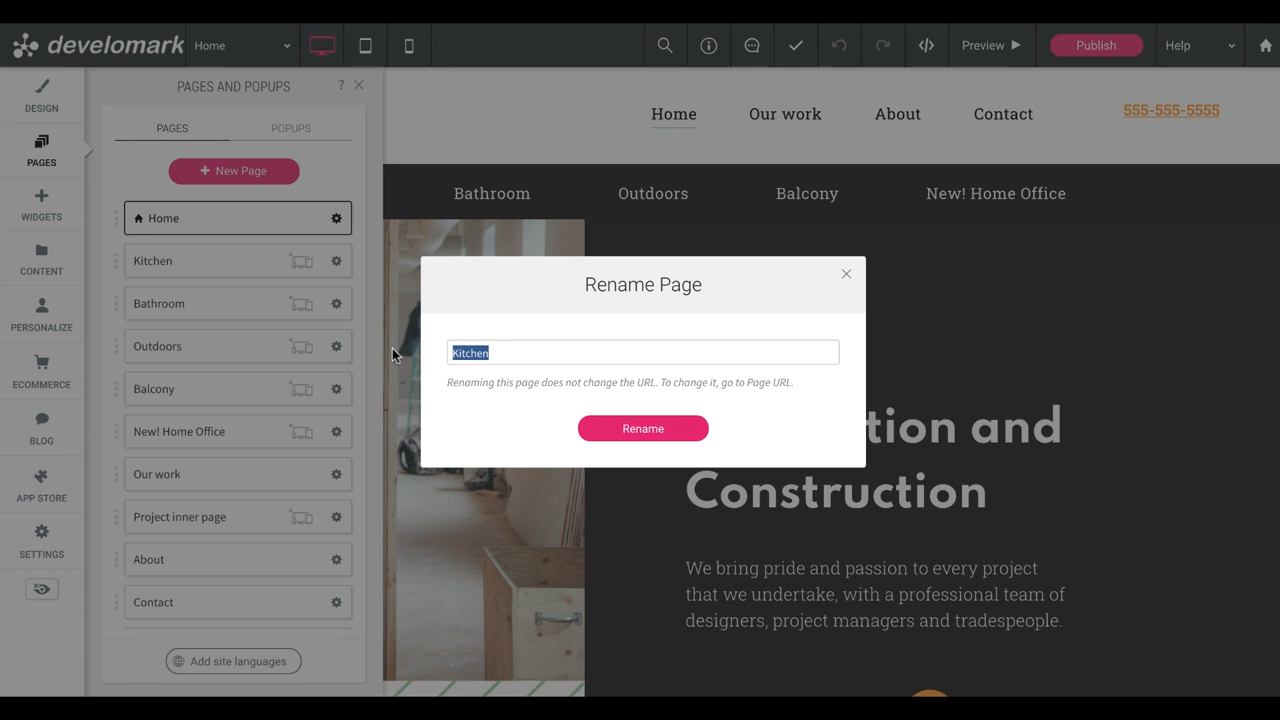 develomark
Home
Preview
Publish
Help
DESIGN
PAGES
WIDGETS
CONTENT
PERSONALIZE
ECOMMERCE
BLOG
APP STORE
SETTINGS
PAGES AND POPUPS
?
PAGES
POPUPS
+ New Page
Home
Kitchen
Bathroom
Outdoors
Balcony
New! Home Office
Our work
Project inner page
About
Contact
Add site languages
Home
Our work
About
Contact
555-555-5555
Bathroom
Outdoors
Balcony
New! Home Office
Rename Page
Kitchen
Renaming this page does not change the URL. To change it, go to Page URL.
Rename
tion and
Construction
We bring pride and passion to every project
that we undertake, with a professional team of
designers, project managers and tradespeople.